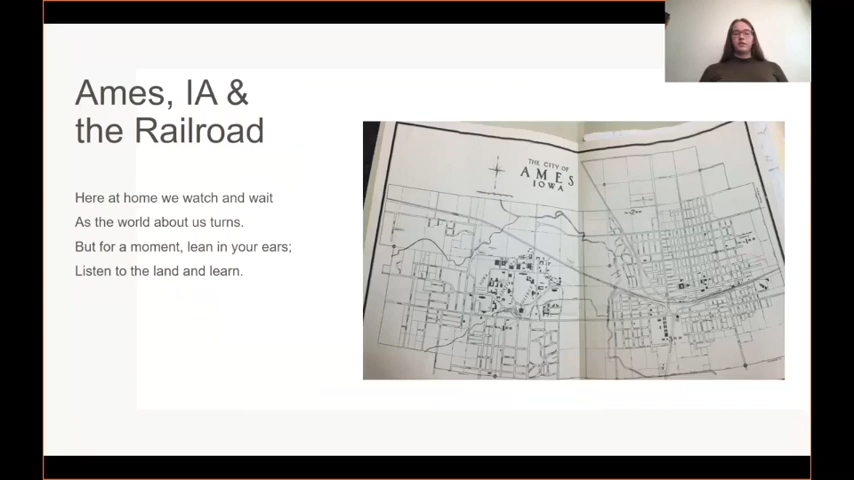 Ames, IA &
the Railroad
Here at home we watch and wait
As the world about us turns.
But for a moment, lean in your ears;
Listen to the land and learn.
THE CITY OF
AMES
IOWA